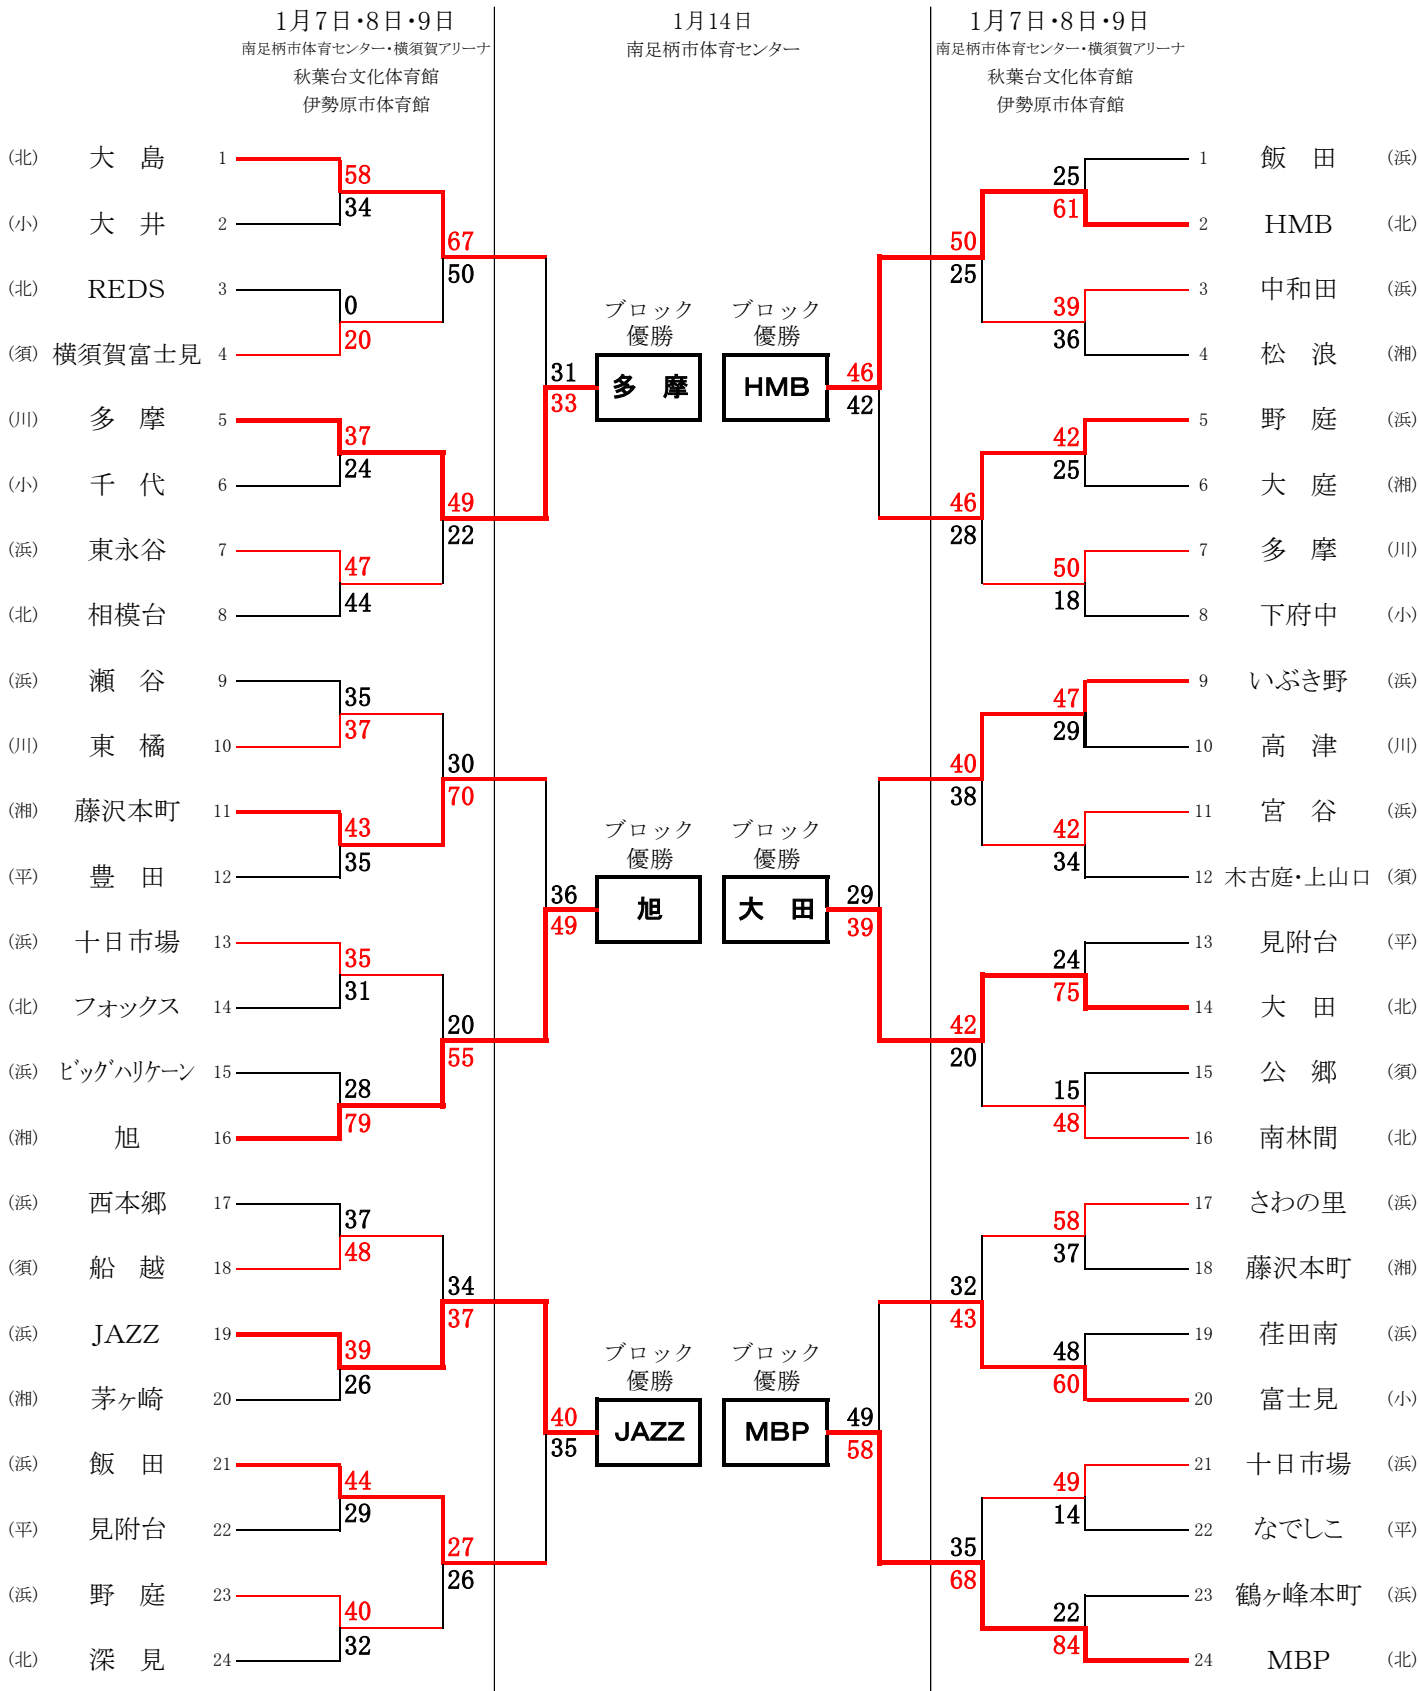 1月7日・8日・9日
南足柄市体育センター・横須賀アリーナ
秋葉台文化体育館
伊勢原市体育館
1月14日
南足柄市体育センター
1月7日・8日・9日
南足柄市体育センター・横須賀アリーナ
秋葉台文化体育館
伊勢原市体育館
(北) 大 島 1
(小) 大 井 2
(北) REDS 3
(須) 横須賀富士見 4
(川) 多 摩 5
(小) 千 代 6
(浜) 東永谷 7
(北) 相模台 8
(浜) 瀬 谷 9
(川) 東 橘 10
(湘) 藤沢本町 11
(平) 豊 田 12
(浜) 十日市場 13
(北) フォックス 14
(浜) ビッグハリケーン 15
(湘) 旭 16
(浜) 西本郷 17
(須) 船 越 18
(浜) JAZZ 19
(湘) 茅ヶ崎 20
(浜) 飯 田 21
(平) 見附台 22
(浜) 野 庭 23
(北) 深 見 24
58
34
0
20
37
24
47
44
35
37
43
35
35
31
28
79
37
48
39
26
44
29
40
32
67
50
49
22
30
70
20
55
34
37
27
26
31
33
36
49
40
35
ブロック
優勝
多 摩
ブロック
優勝
HMB
ブロック
優勝
旭
ブロック
優勝
大 田
ブロック
優勝
JAZZ
ブロック
優勝
MBP
46
42
29
39
49
58
50
25
46
28
40
38
42
20
32
43
35
68
25
61
39
36
42
25
50
18
47
29
42
34
24
75
15
48
58
37
48
60
49
14
22
84
1 飯 田 (浜)
2 HMB (北)
3 中和田 (浜)
4 松 浪 (湘)
5 野 庭 (浜)
6 大 庭 (湘)
7 多 摩 (川)
8 下府中 (小)
9 いぶき野 (浜)
10 高 津 (川)
11 宮 谷 (浜)
12 木古庭・上山口 (須)
13 見附台 (平)
14 大 田 (北)
15 公 郷 (須)
16 南林間 (北)
17 さわの里 (浜)
18 藤沢本町 (湘)
19 荏田南 (浜)
20 富士見 (小)
21 十日市場 (浜)
22 なでしこ (平)
23 鶴ヶ峰本町 (浜)
24 MBP (北)